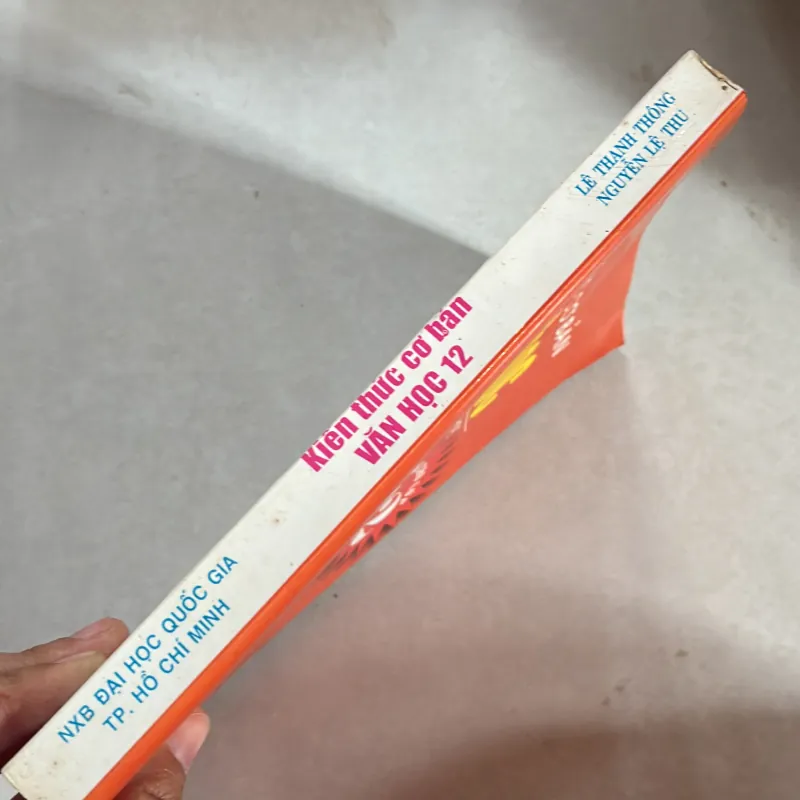 LÊ THANH THÔNG
NGUYỄN LỆ THU
Kiến thức cơ bản
VĂN HỌC 12
NXB ĐẠI HỌC QUỐC GIA
TP. HỒ CHÍ MINH